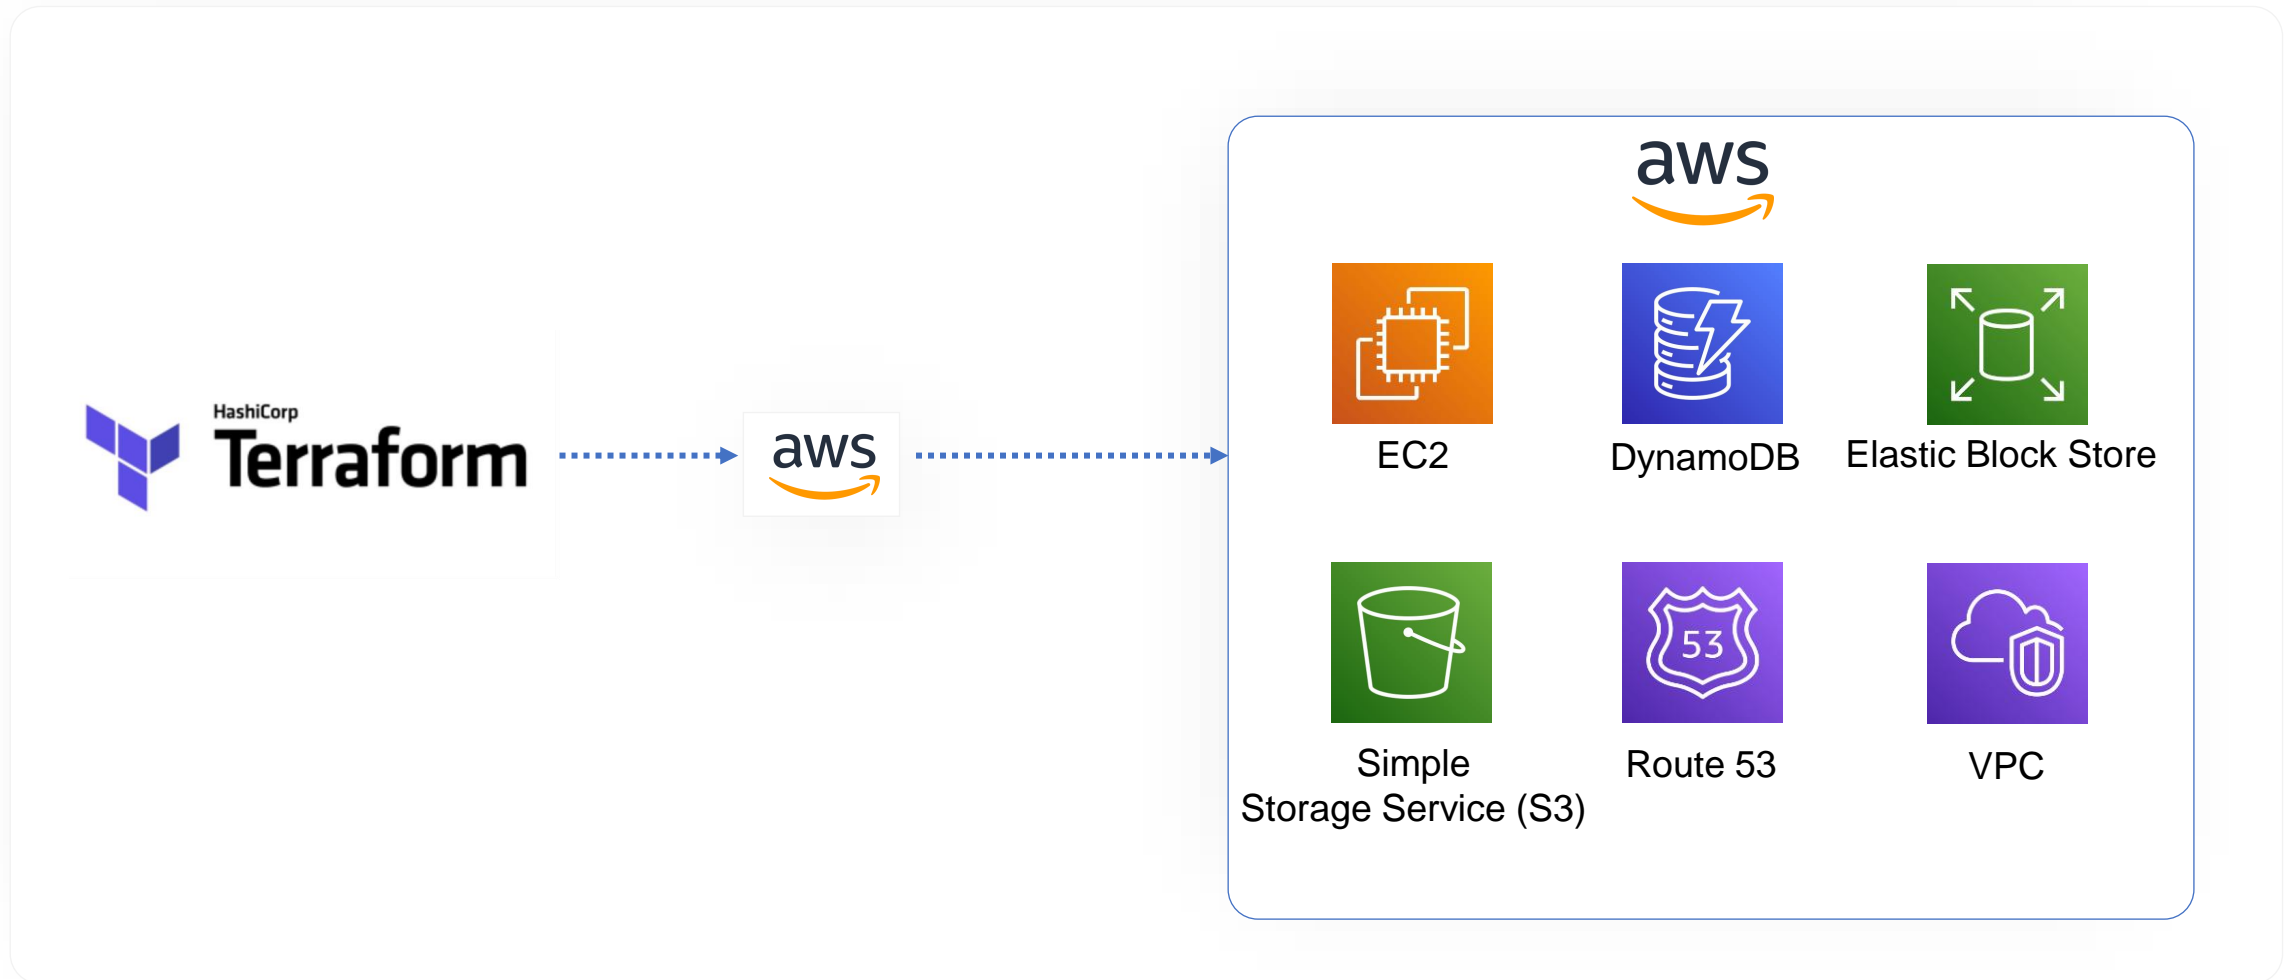 HashiCorp
Terraform
aws
aws
EC2
DynamoDB
Elastic Block Store
53
Simple
Storage Service (S3)
Route 53
VPC